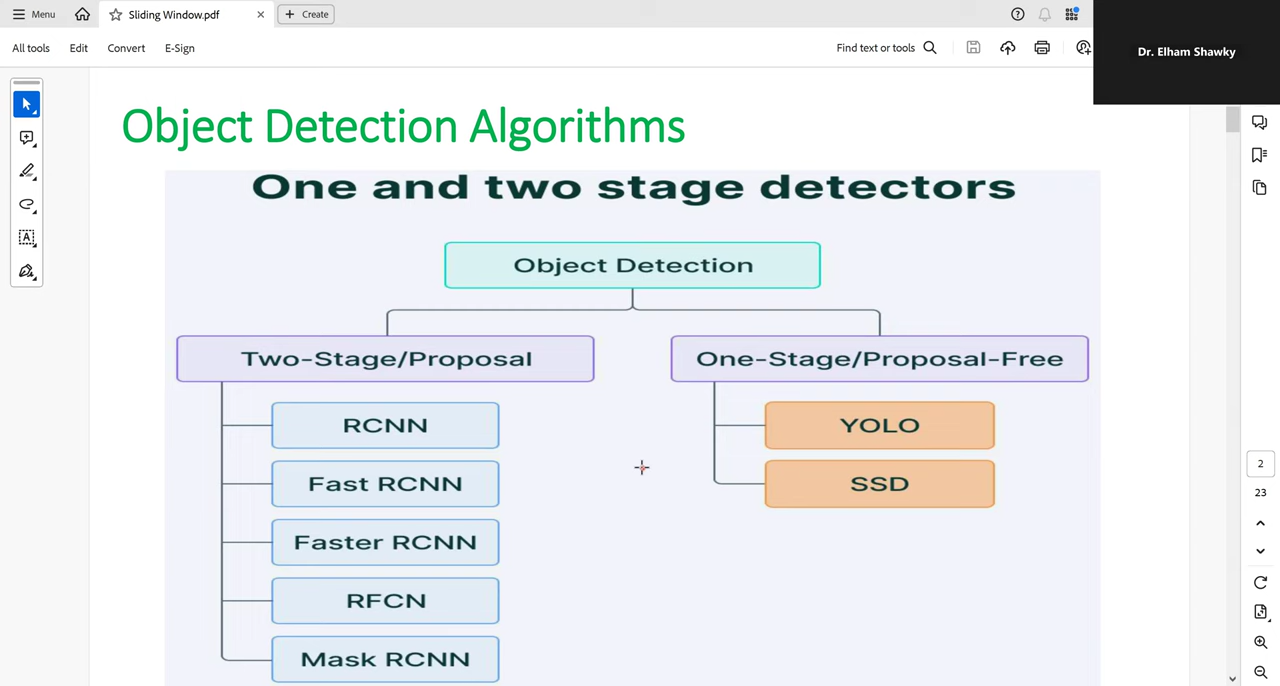 Menu
Sliding Window.pdf
Create
All tools
Edit
Convert
E-Sign
Find text or tools
Dr. Elham Shawky
Object Detection Algorithms
One and two stage detectors
Object Detection
Two-Stage/Proposal
One-Stage/Proposal-Free
RCNN
YOLO
Fast RCNN
SSD
Faster RCNN
RFCN
Mask RCNN
2
23